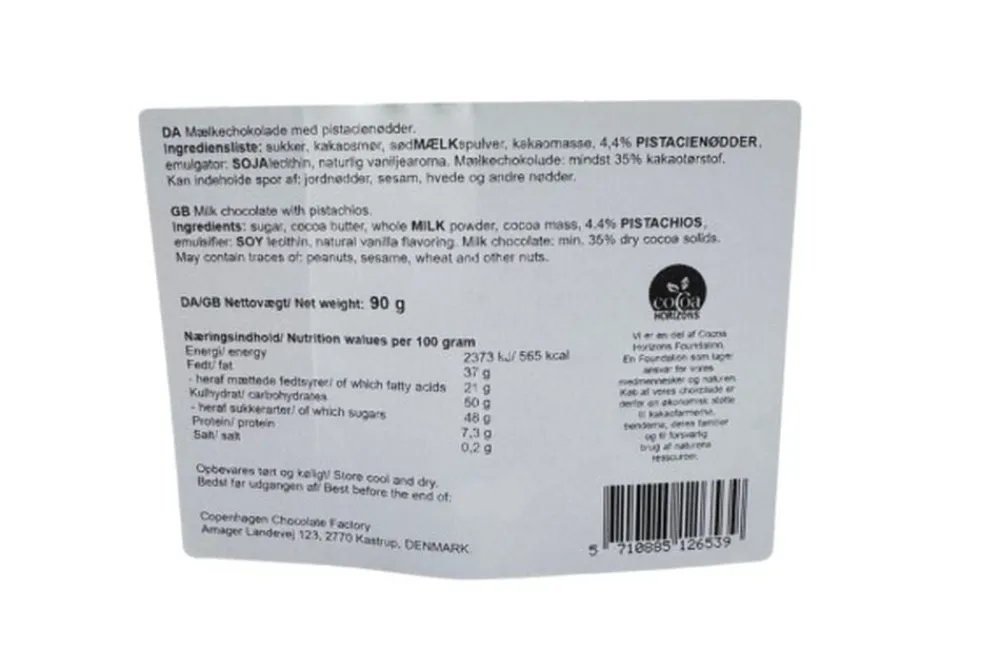 DA Mælkechokolade med pistacienødder.
Ingrediensliste: sukker, kakaosmør, sødMÆLKspulver, kakaomasse, 4,4% PISTACIENØDDER,
emulgator: SOJAlecithin, naturlig vaniljearoma. Mælkechokolade: mindst 35% kakaotørstof.
Kan indeholde spor af: jordnødder, sesam, hvede og andre nødder.
GB Milk chocolate with pistachios.
Ingredients: sugar, cocoa butter, whole MILK powder, cocoa mass, 4.4% PISTACHIOS,
emulsifier: SOY lecithin, natural vanilla flavoring. Milk chocolate: min. 35% dry cocoa solids.
May contain traces of: peanuts, sesame, wheat and other nuts.
DA/GB Nettovægt/ Net weight: 90 g
Næringsindhold/ Nutrition walues per 100 gram
Energi/ energy 2373 kJ/ 565 kcal
Fedt/ fat 37 g
- heraf mættede fedtsyrer/ of which fatty acids 21 g
Kulhydrat/ carbohydrates 50 g
- heraf sukkerarter/ of which sugars 48 g
Protein/ protein 7,3 g
Salt/ salt 0,2 g
Opbevares tørt og køligt/ Store cool and dry.
Bedst før udgangen af/ Best before the end of:
Copenhagen Chocolate Factory
Amager Landevej 123, 2770 Kastrup, DENMARK
cocoa
HORIZONS
Vi er en del af Cocoa
Horizons Foundation.
En Foundation som tager
ansvar for vores
medmennesker og naturen.
Køb af vores chokolade er
derfor en økonomisk støtte
til kakaofarmerne,
bønderne, deres familier
og til forsvarlig
brug af naturens
ressourcer.
5 710885 126539